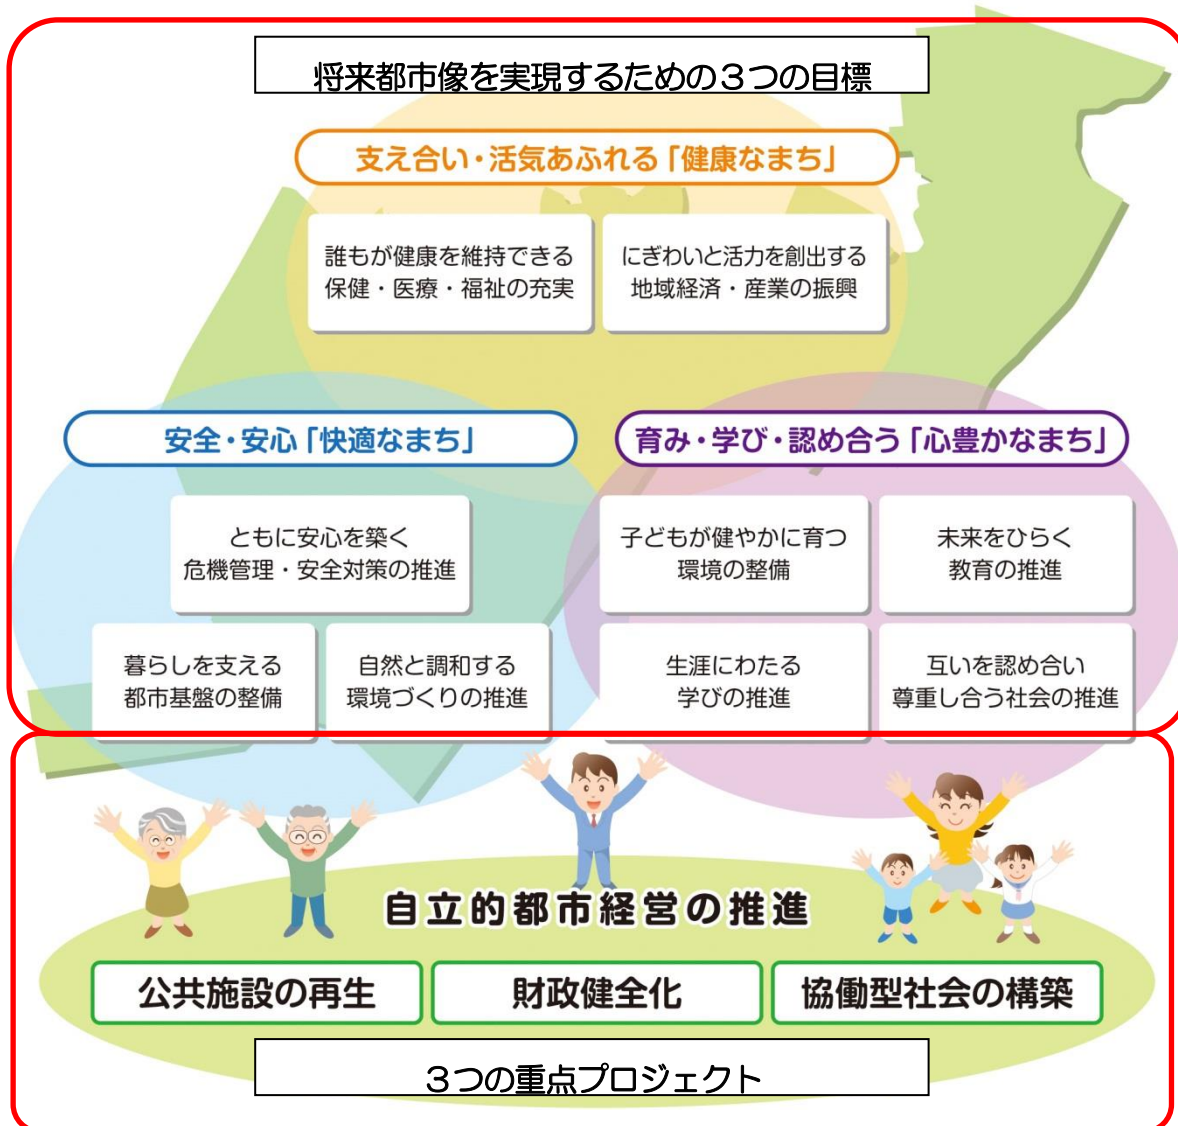 将来都市像を実現するための３つの目標
支え合い・活気あふれる「健康なまち」
誰もが健康を維持できる
保健・医療・福祉の充実
にぎわいと活力を創出する
地域経済・産業の振興
安全・安心「快適なまち」
ともに安心を築く
危機管理・安全対策の推進
暮らしを支える
都市基盤の整備
自然と調和する
環境づくりの推進
育み・学び・認め合う「心豊かなまち」
子どもが健やかに育つ
環境の整備
未来をひらく
教育の推進
生涯にわたる
学びの推進
互いを認め合い
尊重し合う社会の推進
自立的都市経営の推進
公共施設の再生
財政健全化
協働型社会の構築
３つの重点プロジェクト